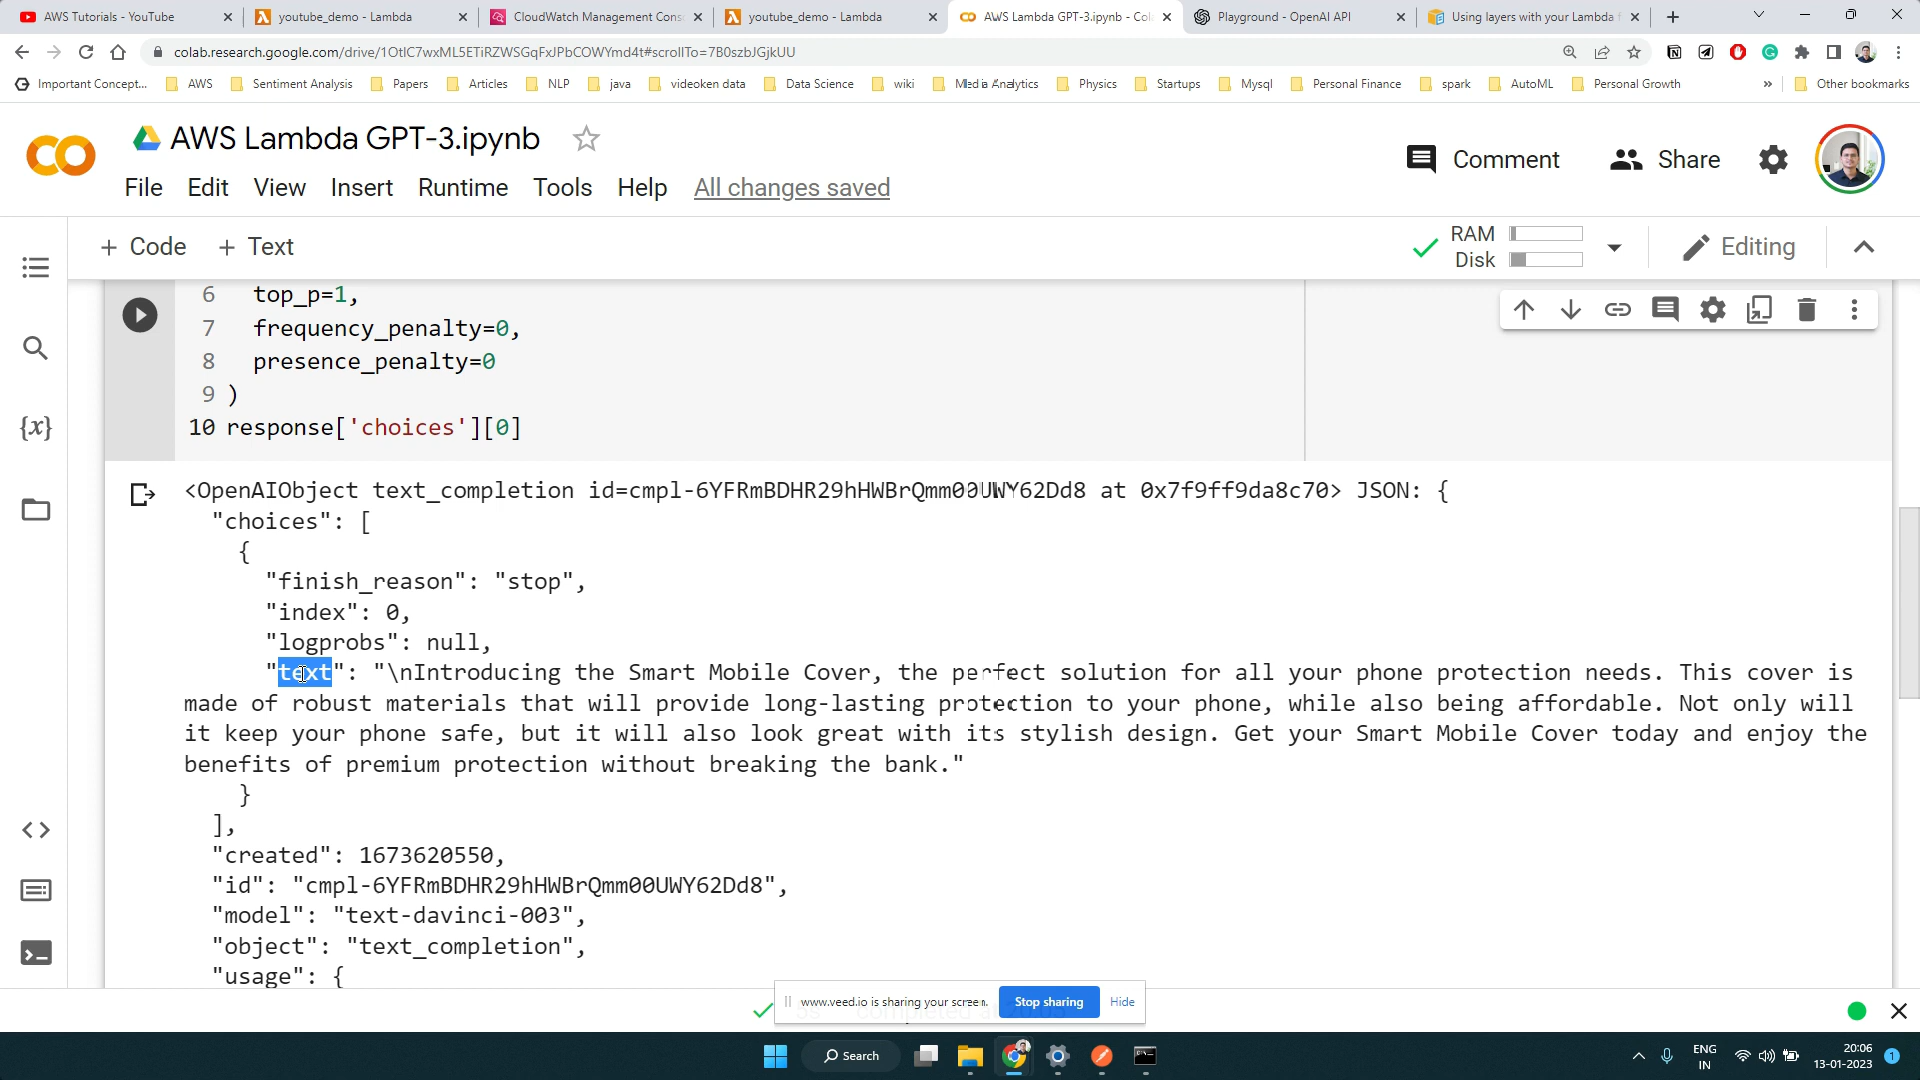 AWS Tutorials - YouTube
youtube_demo - Lambda
CloudWatch Management Cons
youtube_demo - Lambda
AWS Lambda GPT-3.ipynb - Col
Playground - OpenAI API
Using layers with your Lambda f
colab.research.google.com/drive/1OtlC7wxML5ETiRZWSGqFxJPbCOWYmd4t#scrollTo=7B0szbJGjkUU
Important Concept...
AWS
Sentiment Analysis
Papers
Articles
NLP
java
videoken data
Data Science
wiki
Media Analytics
Physics
Startups
Mysql
Personal Finance
spark
AutoML
Personal Growth
»
Other bookmarks
AWS Lambda GPT-3.ipynb
Comment
Share
File Edit View Insert Runtime Tools Help All changes saved
+ Code + Text
RAM
Disk
Editing
6 top_p=1,
7 frequency_penalty=0,
8 presence_penalty=0
9 )
10 response['choices'][0]
<OpenAIObject text_completion id=cmpl-6YFRmBDHR29hHWBrQmm00UWY62Dd8 at 0x7f9ff9da8c70> JSON: {
"choices": [
{
"finish_reason": "stop",
"index": 0,
"logprobs": null,
"text": "\nIntroducing the Smart Mobile Cover, the perfect solution for all your phone protection needs. This cover is
made of robust materials that will provide long-lasting protection to your phone, while also being affordable. Not only will
it keep your phone safe, but it will also look great with its stylish design. Get your Smart Mobile Cover today and enjoy the
benefits of premium protection without breaking the bank."
}
],
"created": 1673620550,
"id": "cmpl-6YFRmBDHR29hHWBrQmm00UWY62Dd8",
"model": "text-davinci-003",
"object": "text_completion",
"usage": {
www.veed.io is sharing your screen.
Stop sharing
Hide
Search
ENG
IN
20:06
13-01-2023
1